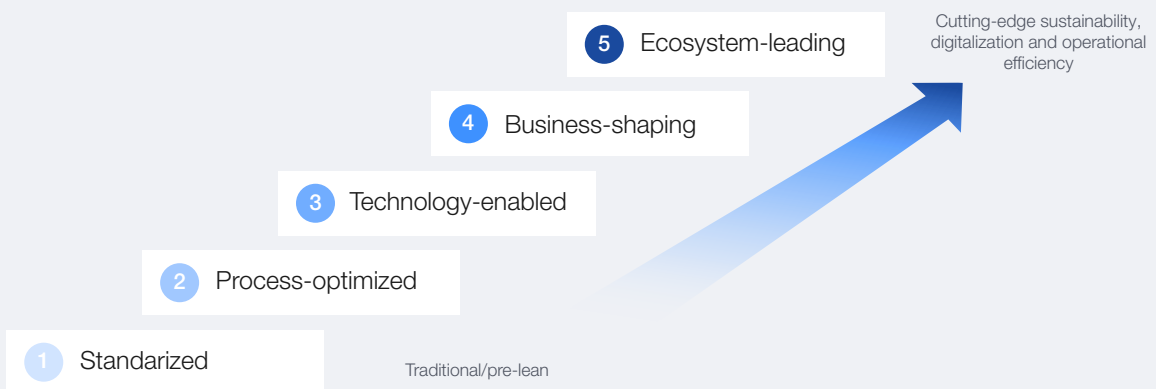 5 Ecosystem-leading
Cutting-edge sustainability,
digitalization and operational
efficiency
4 Business-shaping
3 Technology-enabled
2 Process-optimized
1 Standarized
Traditional/pre-lean